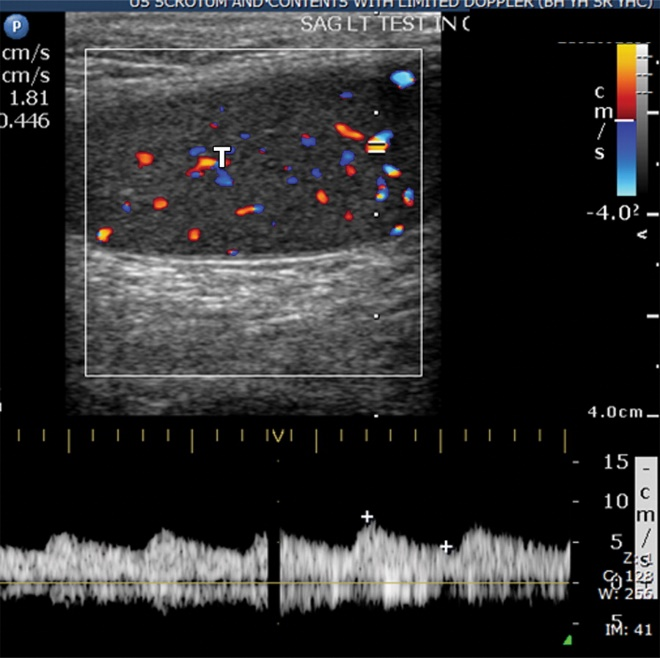 US SCROTUM AND CONTENTS WITH LIMITED DOPPLER (BH YH SR YHC)
SAG LT TEST IN
P
cm/s
cm/s
1.81
0.446
T
c
m
/
s
-4.0²
<
4.0cm
V
15
10
5
5
-
c
m
/
s
IM: 41